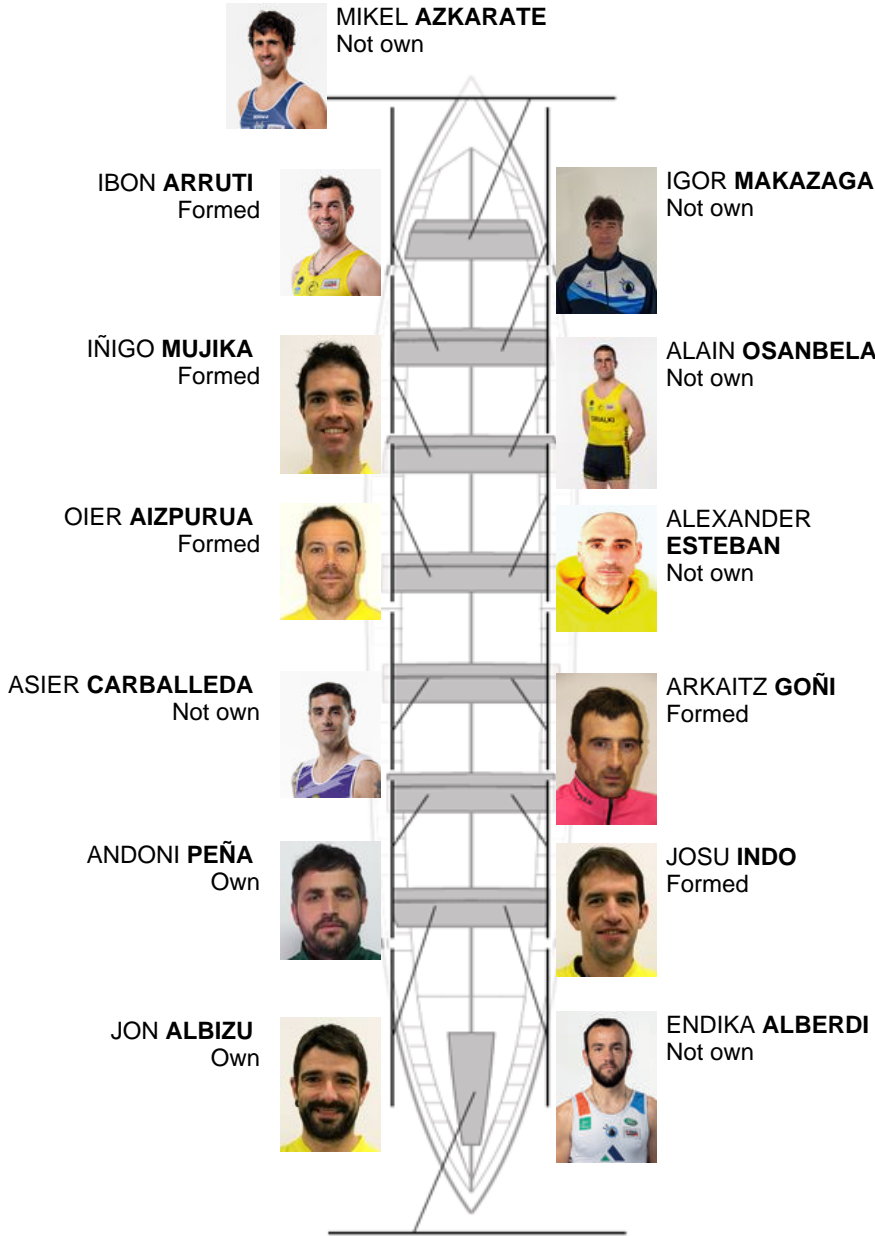 MIKEL AZKARATE
Not own
IBON ARRUTI
Formed
IGOR MAKAZAGA
Not own
IÑIGO MUJIKA
Formed
ALAIN OSANBELA
Not own
OIER AIZPURUA
Formed
ALEXANDER
ESTEBAN
Not own
ASIER CARBALLEDA
Not own
ARKAITZ GOÑI
Formed
ANDONI PEÑA
Own
JOSU INDO
Formed
JON ALBIZU
Own
ENDIKA ALBERDI
Not own